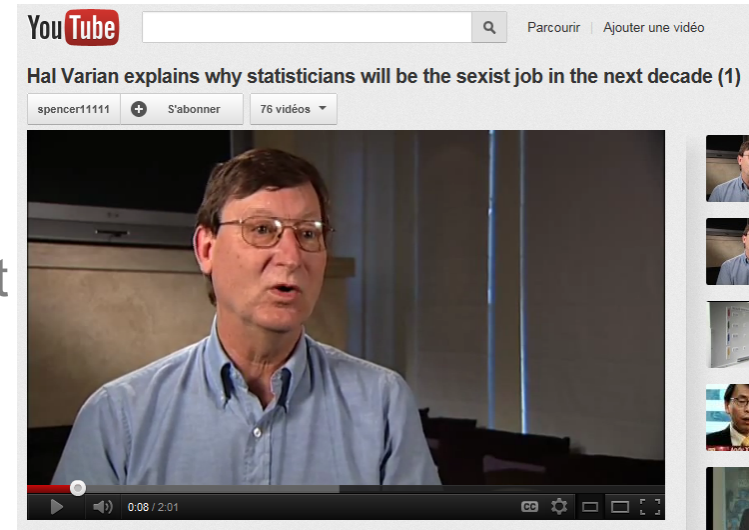 YouTube
Parcourir | Ajouter une vidéo
Hal Varian explains why statisticians will be the sexist job in the next decade (1)
spencer11111 S'abonner 76 vidéos
t
0:08 / 2:01 CC